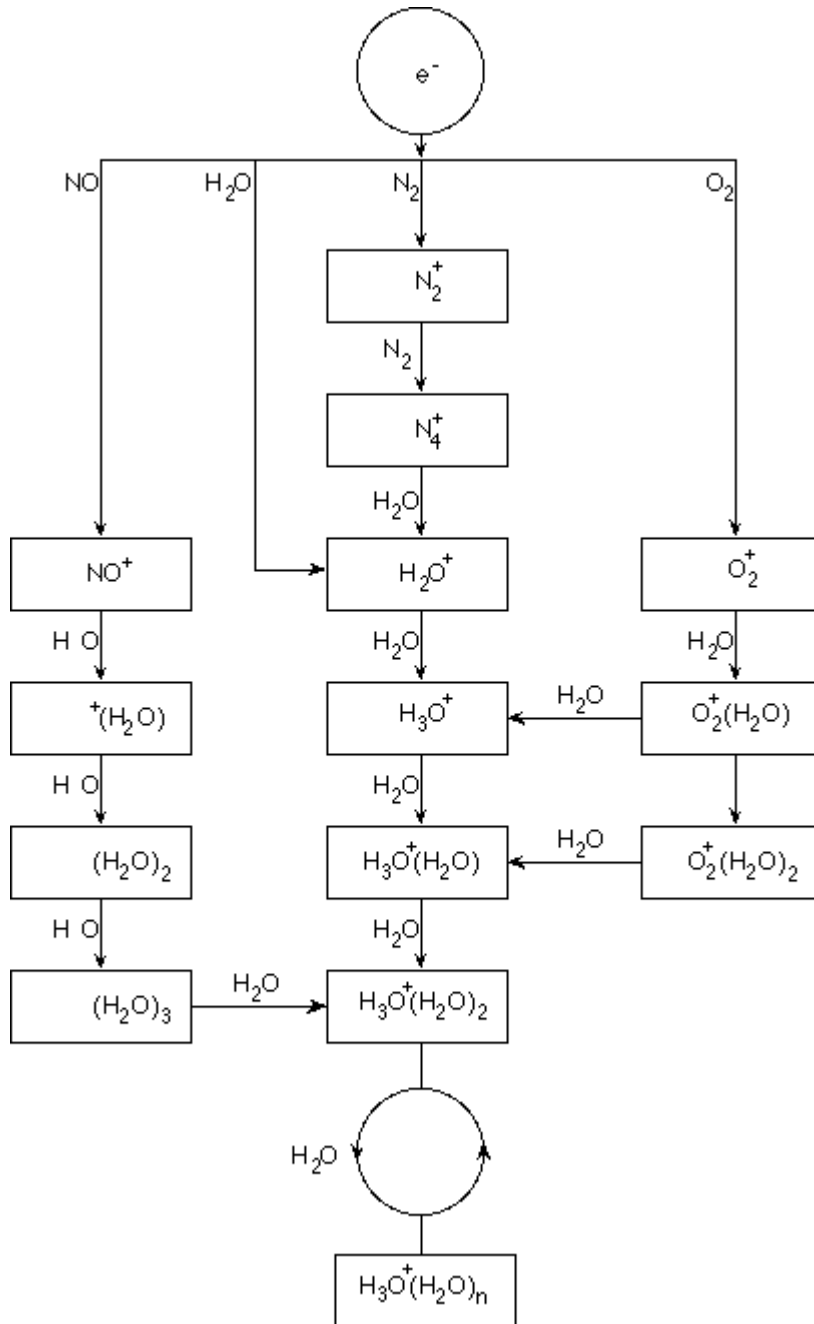 e⁻
NO H₂O N₂ O₂
N₂⁺
N₂
N₄⁺
H₂O
NO⁺ H₂O⁺ O₂⁺
H O H₂O H₂O
⁺(H₂O) H₃O⁺ H₂O O₂⁺(H₂O)
H O H₂O
(H₂O)₂ H₃O⁺(H₂O) H₂O O₂⁺(H₂O)₂
H O H₂O
(H₂O)₃ H₂O H₃O⁺(H₂O)₂
H₂O
H₃O⁺(H₂O)ₙ